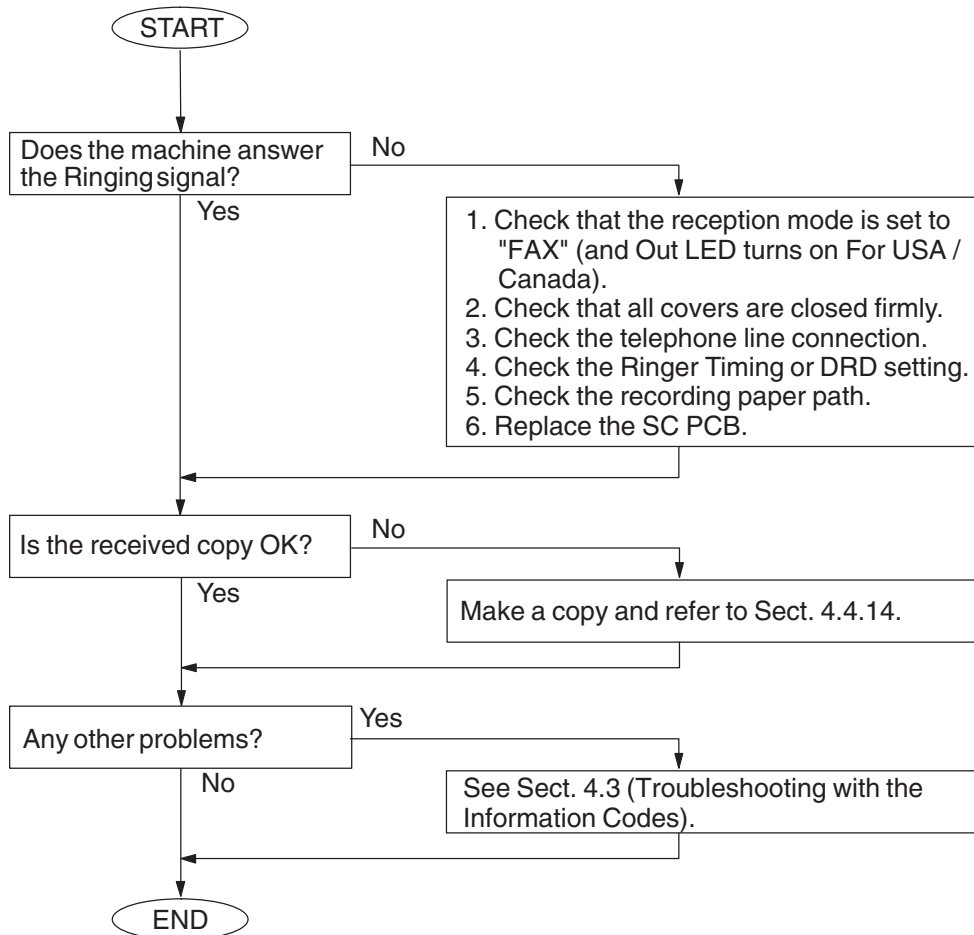 START
Does the machine answer
the Ringing signal?
No
Yes
1. Check that the reception mode is set to
"FAX" (and Out LED turns on For USA /
Canada).
2. Check that all covers are closed firmly.
3. Check the telephone line connection.
4. Check the Ringer Timing or DRD setting.
5. Check the recording paper path.
6. Replace the SC PCB.
Is the received copy OK?
No
Yes
Make a copy and refer to Sect. 4.4.14.
Any other problems?
Yes
No
See Sect. 4.3 (Troubleshooting with the
Information Codes).
END